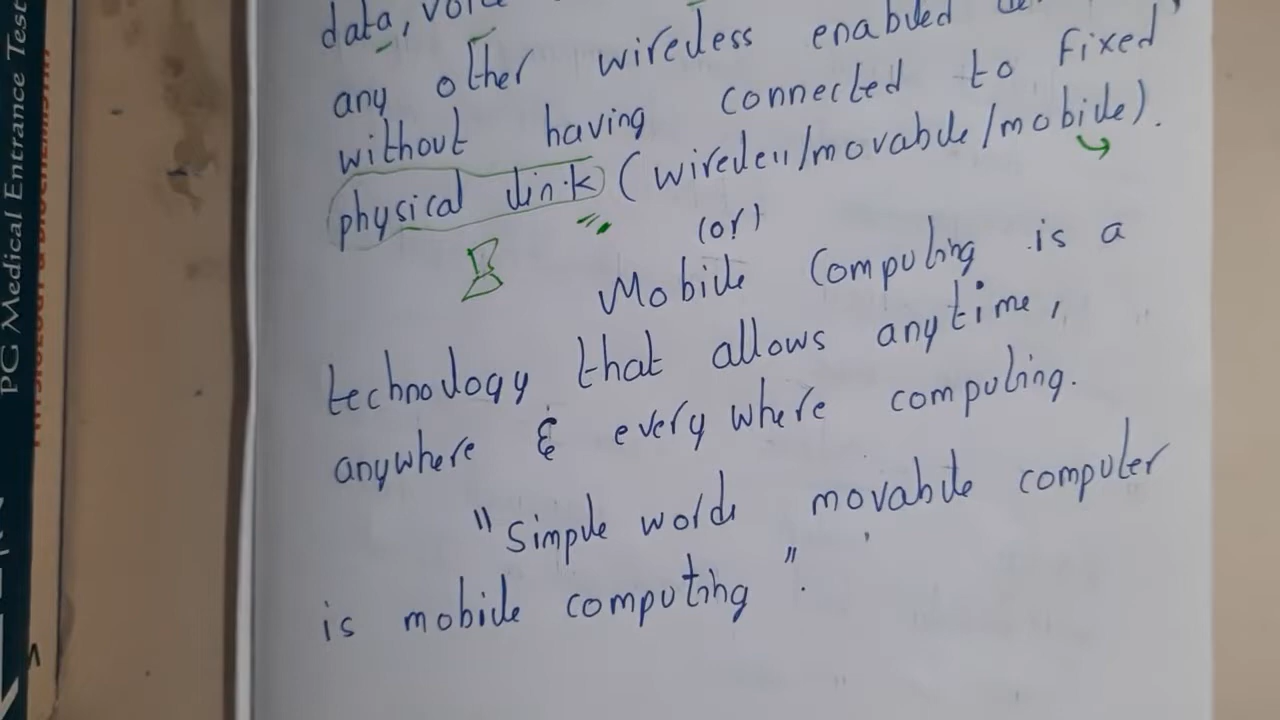 data,
any other wireless enabled
without having connected to fixed
physical link (wireless/movable/mobile).
(or)
Mobile Computing is a
technology that allows anytime,
anywhere & every where computing.
"Simple words movable computer
is mobile computing".
PG Medical Entrance Test